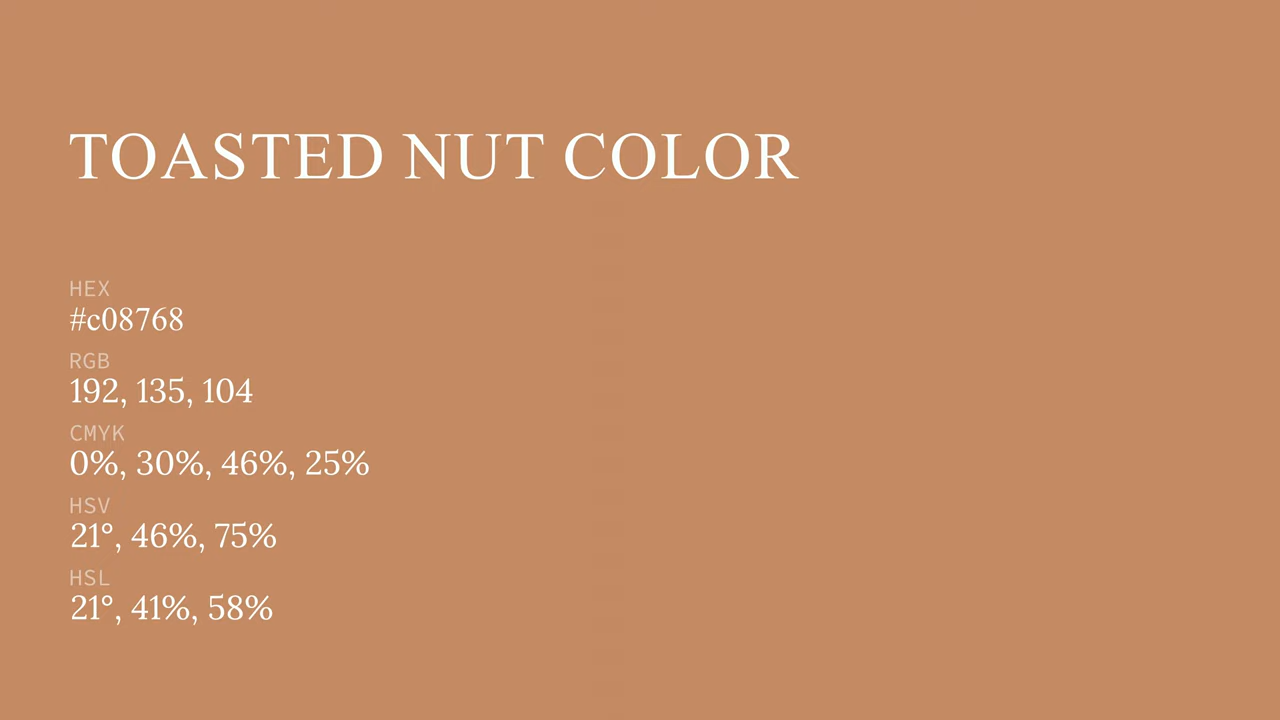 TOASTED NUT COLOR
HEX
#c08768
RGB
192, 135, 104
CMYK
0%, 30%, 46%, 25%
HSV
21°, 46%, 75%
HSL
21°, 41%, 58%